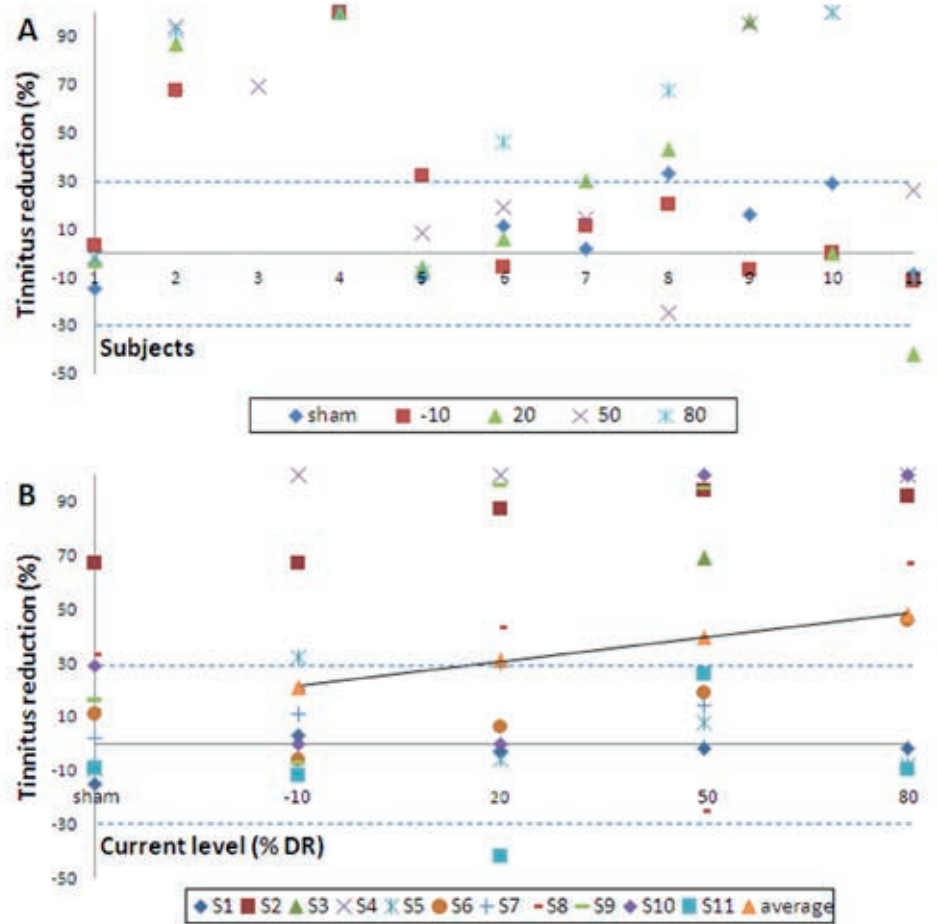 A
Tinnitus reduction (%)
90
70
50
30
10
-10
-30
-50
1 2 3 4 5 6 7 8 9 10 11
Subjects
sham -10 20 50 80
B
Tinnitus reduction (%)
90
70
50
30
10
-10
-30
-50
sham -10 20 50 80
Current level (% DR)
S1 S2 S3 S4 S5 S6 S7 S8 S9 S10 S11 average